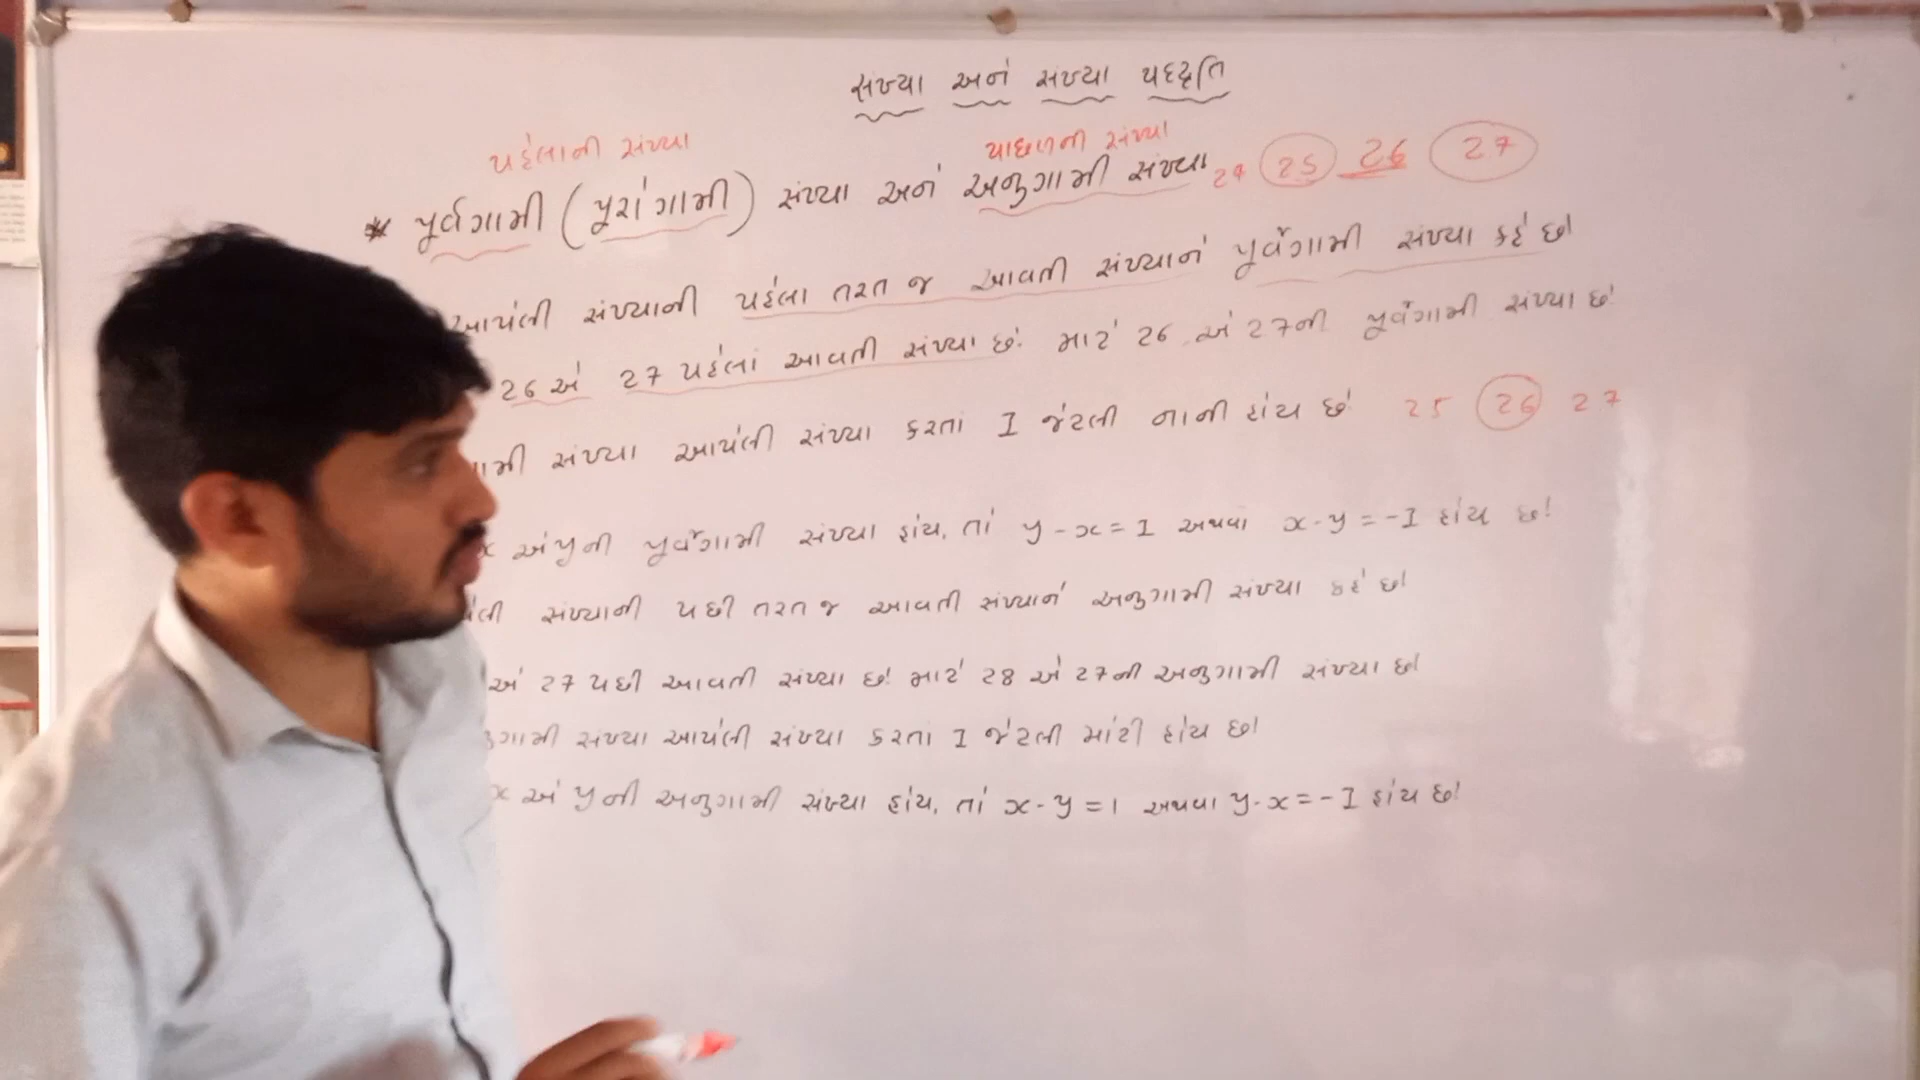 સંખ્યા અને સંખ્યા પદ્ધતિ
પહેલાની સંખ્યા પાછળની સંખ્યા
* પૂર્વગામી (પૂરોગામી) સંખ્યા અને અનુગામી સંખ્યા 24 25 26 27
આપેલી સંખ્યાની પહેલા તરત જ આવતી સંખ્યાને પૂર્વગામી સંખ્યા કહે છે
26 એ 27 પહેલા આવતી સંખ્યા છે. માટે 26 એ 27ની પૂર્વગામી સંખ્યા છે.
ગામી સંખ્યા આપેલી સંખ્યા કરતા 1 જેટલી નાની હોય છે 25 26 27
x એ y ની પૂર્વગામી સંખ્યા હોય, તો y - x = 1 અથવા x - y = -1 હોય છે.
પેલી સંખ્યાની પછી તરત જ આવતી સંખ્યાને અનુગામી સંખ્યા કહે છે
એ 27 પછી આવતી સંખ્યા છે. માટે 28 એ 27ની અનુગામી સંખ્યા છે
ગામી સંખ્યા આપેલી સંખ્યા કરતા 1 જેટલી મોટી હોય છે
x એ y ની અનુગામી સંખ્યા હોય, તો x - y = 1 અથવા y - x = -1 હોય છે.